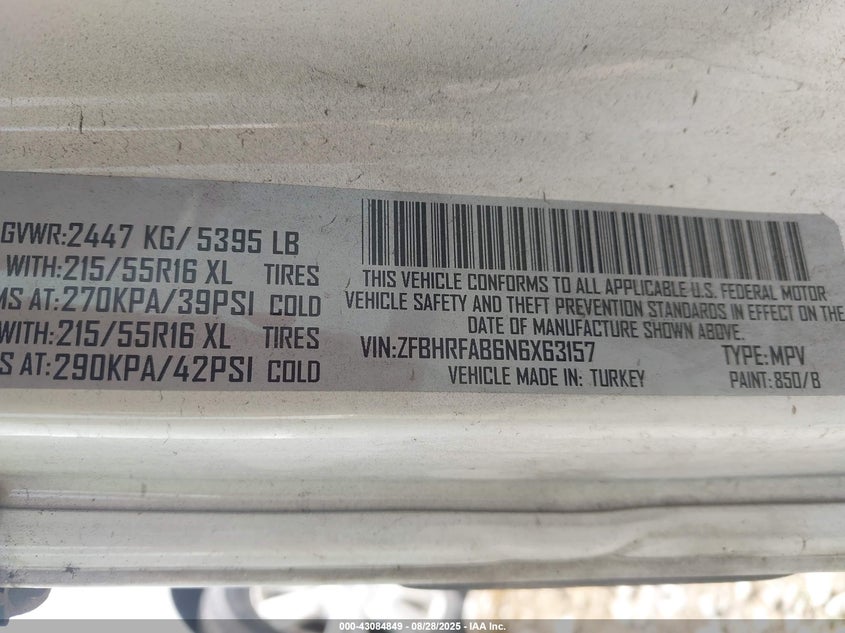 GVWR:2447 KG/ 5395 LB
WITH:215/55R16 XL TIRES
MS AT:270KPA/39PSI COLD
WITH:215/55R16 XL TIRES
S AT:290KPA/42PSI COLD
THIS VEHICLE CONFORMS TO ALL APPLICABLE U.S. FEDERAL MOTOR
VEHICLE SAFETY AND THEFT PREVENTION STANDARDS IN EFFECT ON THE
DATE OF MANUFACTURE SHOWN ABOVE.
VIN:ZFBHRFAB6N6X63157 TYPE:MPV
VEHICLE MADE IN: TURKEY PAINT: 850/B
000-43084849 - 08/28/2025 - IAA Inc.